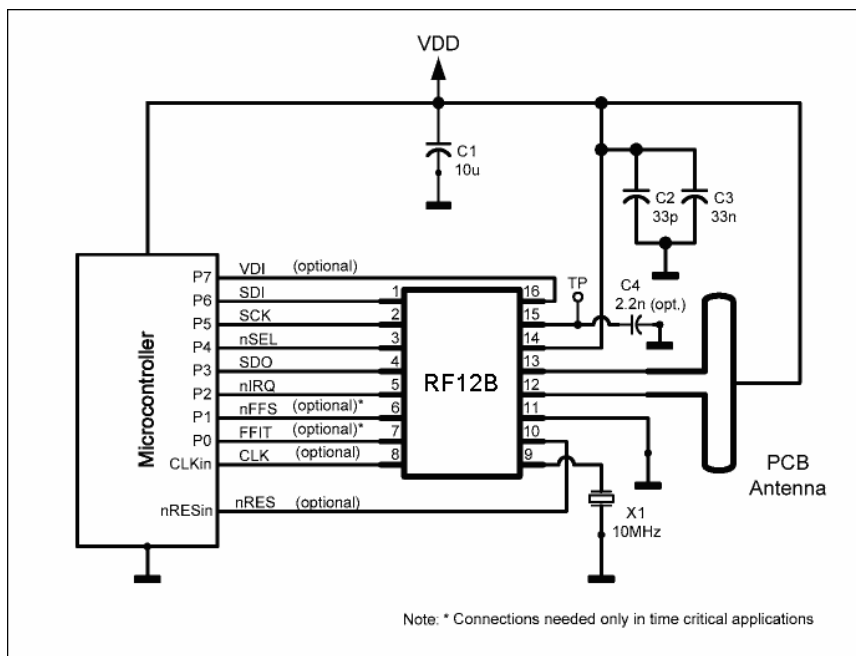 VDD
C1
10u
C2
33p
C3
33n
Microcontroller
P7 VDI (optional)
P6 SDI
P5 SCK
P4 nSEL
P3 SDO
P2 nIRQ
P1 nFFS (optional)*
P0 FFIT (optional)*
CLKin CLK (optional)
nRESin nRES (optional)
RF12B
1 16
2 15
3 14
4 13
5 12
6 11
7 10
8 9
TP
C4
2.2n (opt.)
X1
10MHz
PCB
Antenna
Note: * Connections needed only in time critical applications